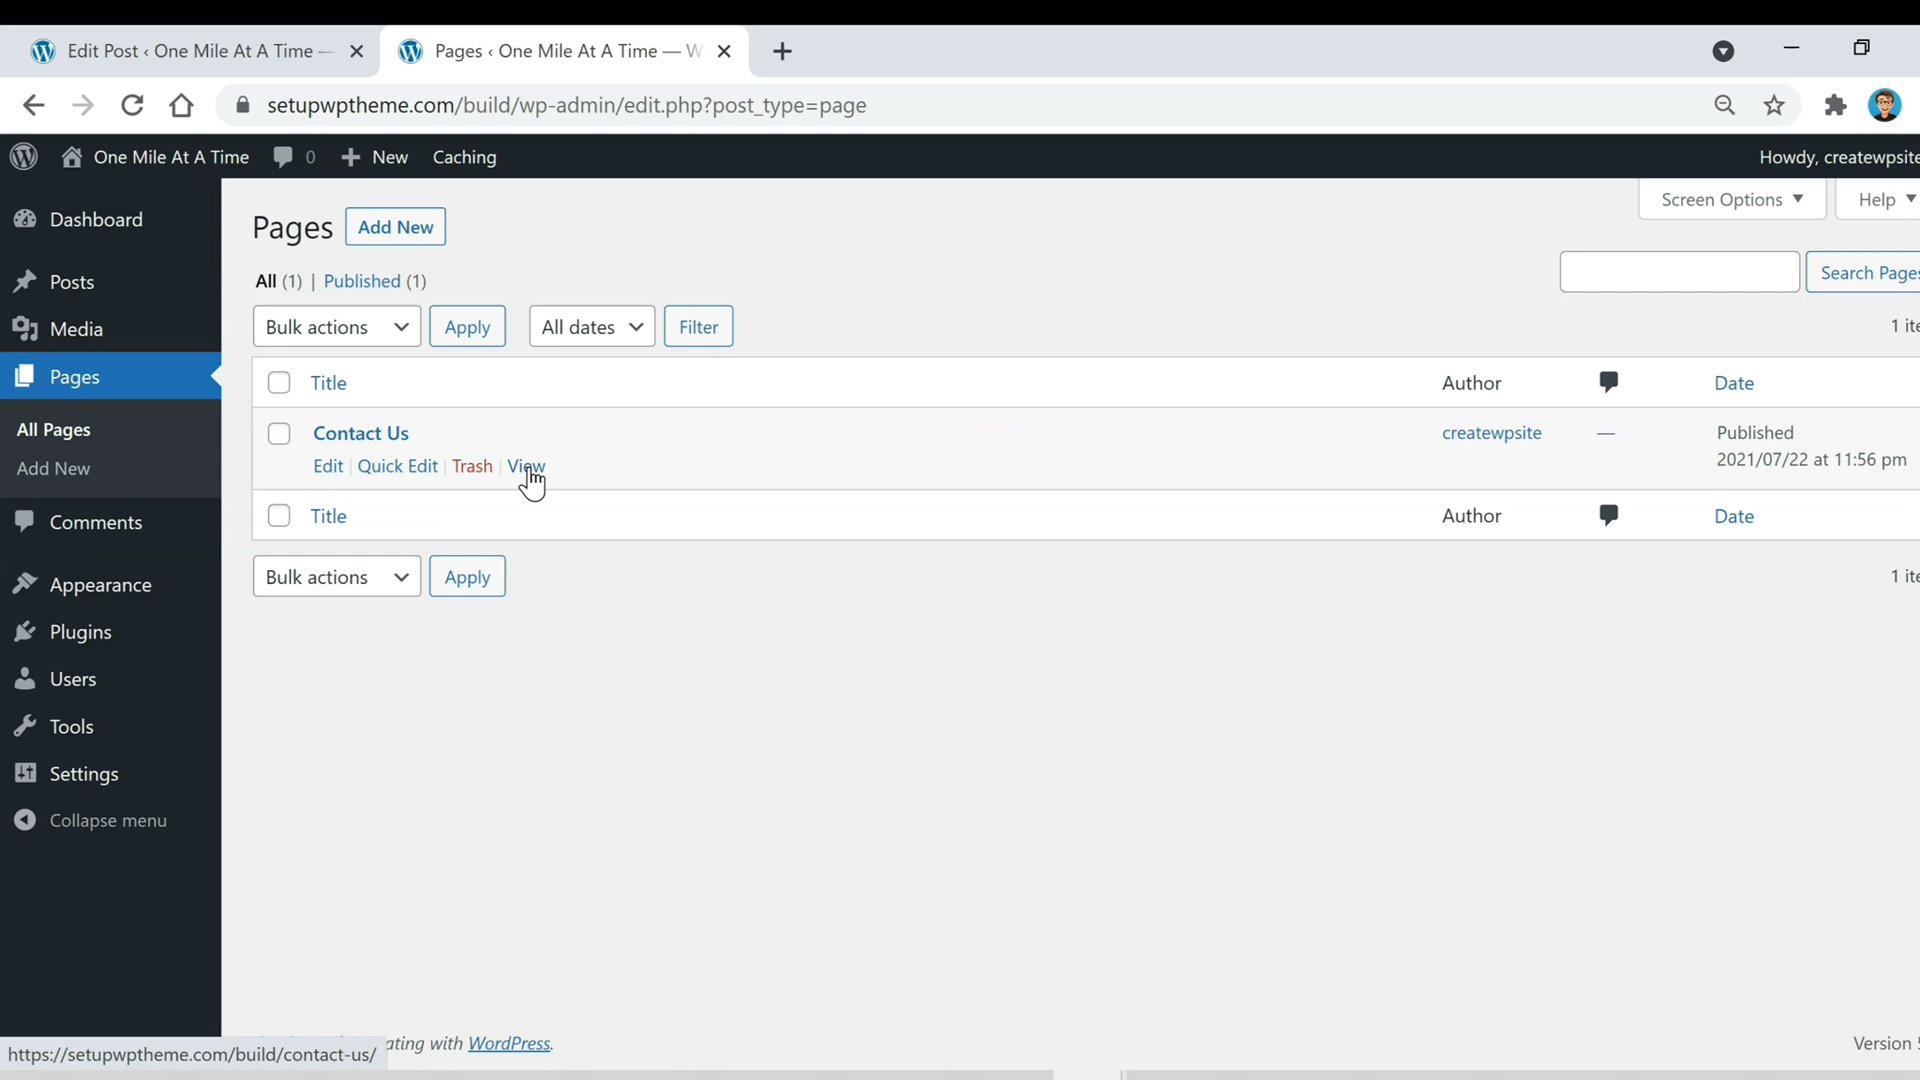 Edit Post ‹ One Mile At A Time —
Pages ‹ One Mile At A Time — W
setupwptheme.com/build/wp-admin/edit.php?post_type=page
One Mile At A Time 0 New Caching Howdy, createwpsite
Screen Options Help
Dashboard
Posts
Media
Pages
All Pages
Add New
Comments
Appearance
Plugins
Users
Tools
Settings
Collapse menu
Pages Add New
All (1) | Published (1)
Search Pages
Bulk actions Apply All dates Filter
1 ite
Title Author Date
Contact Us createwpsite — Published
2021/07/22 at 11:56 pm
Edit | Quick Edit | Trash | View
Title Author Date
Bulk actions Apply
1 ite
ating with WordPress.
Version 5
https://setupwptheme.com/build/contact-us/